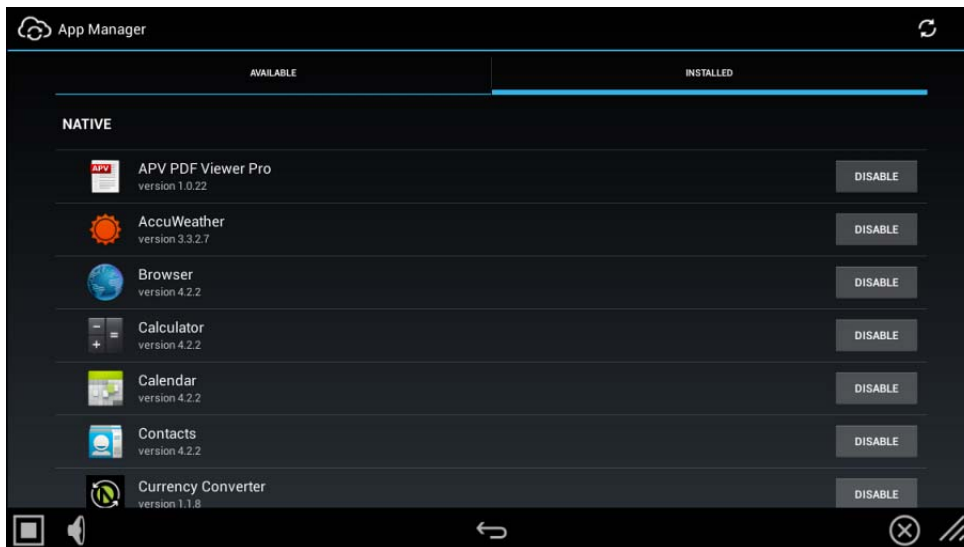 App Manager
AVAILABLE
INSTALLED
NATIVE
APV
APV PDF Viewer Pro
version 1.0.22
DISABLE
AccuWeather
version 3.3.2.7
DISABLE
Browser
version 4.2.2
DISABLE
Calculator
version 4.2.2
DISABLE
Calendar
version 4.2.2
DISABLE
Contacts
version 4.2.2
DISABLE
Currency Converter
version 1.1.8
DISABLE